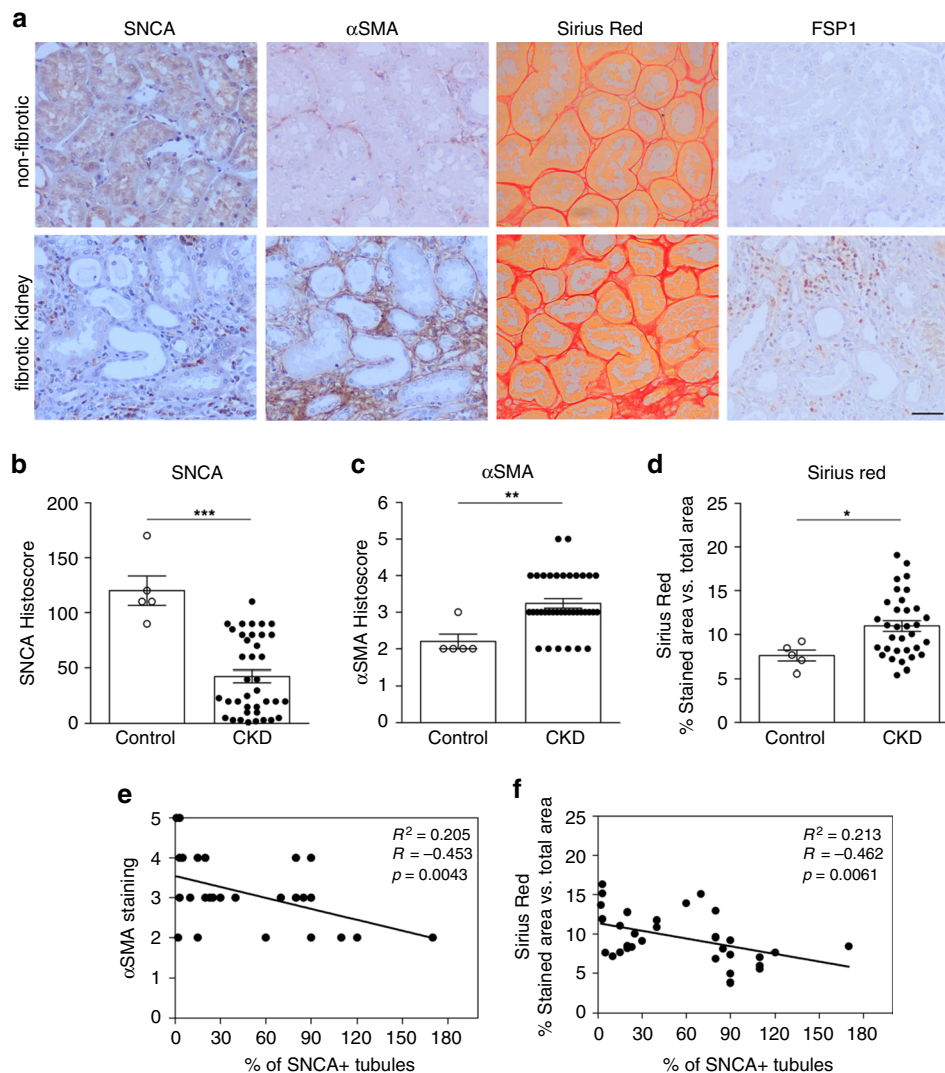 a
SNCA
αSMA
Sirius Red
FSP1
non-fibrotic
fibrotic Kidney
b
SNCA
SNCA Histoscore
200
150
100
50
0
***
Control
CKD
c
αSMA
αSMA Histoscore
6
5
4
3
2
1
0
**
Control
CKD
d
Sirius red
Sirius Red
% Stained area vs. total area
25
20
15
10
5
0
*
Control
CKD
e
αSMA staining
5
4
3
2
1
0
R² = 0.205
R = −0.453
p = 0.0043
0 30 60 90 120 150 180
% of SNCA+ tubules
f
Sirius Red
% Stained area vs. total area
25
20
15
10
5
0
R² = 0.213
R = −0.462
p = 0.0061
0 30 60 90 120 150 180
% of SNCA+ tubules